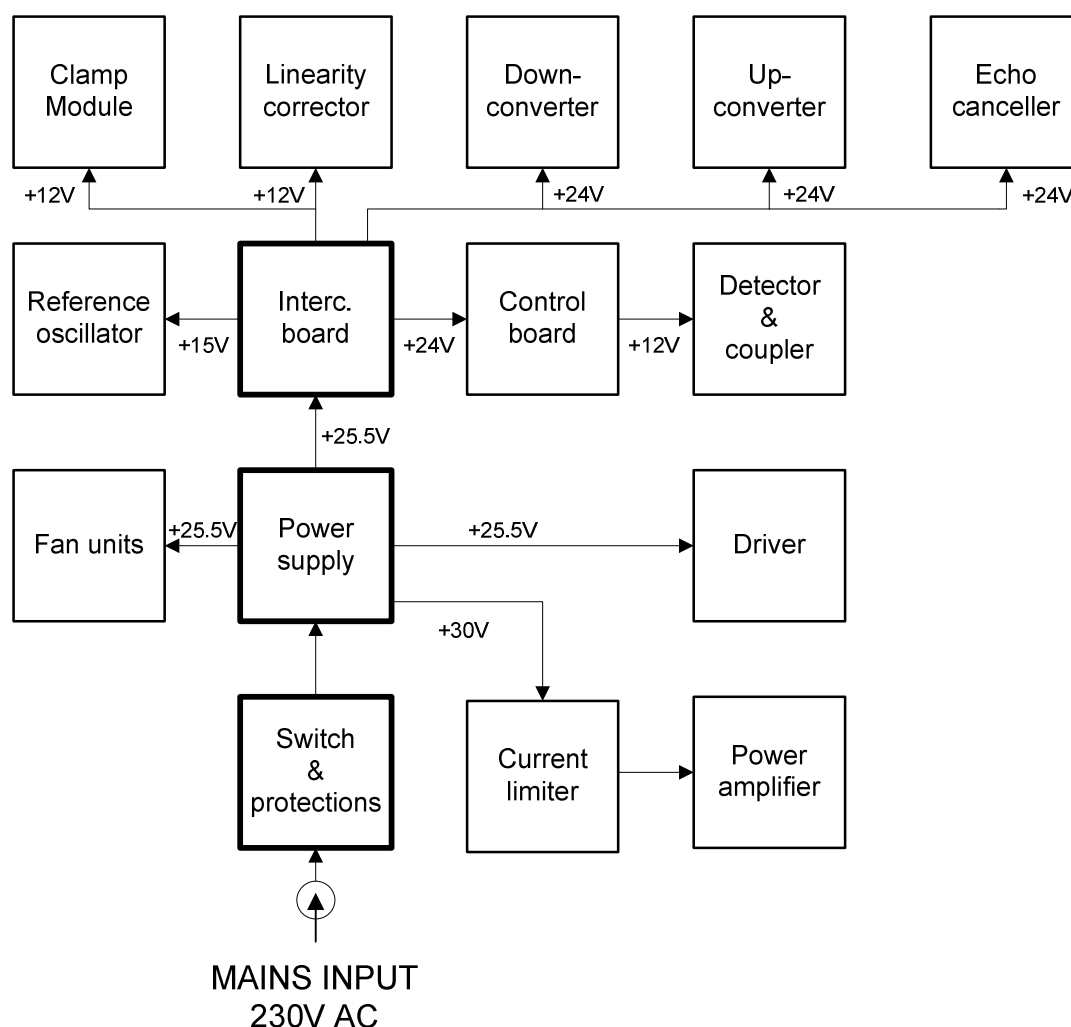 Clamp
Module
Linearity
corrector
Down-
converter
Up-
converter
Echo
canceller
+12V
+12V
+24V
+24V
+24V
Reference
oscillator
Interc.
board
Control
board
Detector
&
coupler
+15V
+24V
+12V
+25.5V
Fan units
+25.5V
Power
supply
+25.5V
Driver
+30V
Switch
&
protections
Current
limiter
Power
amplifier
MAINS INPUT
230V AC